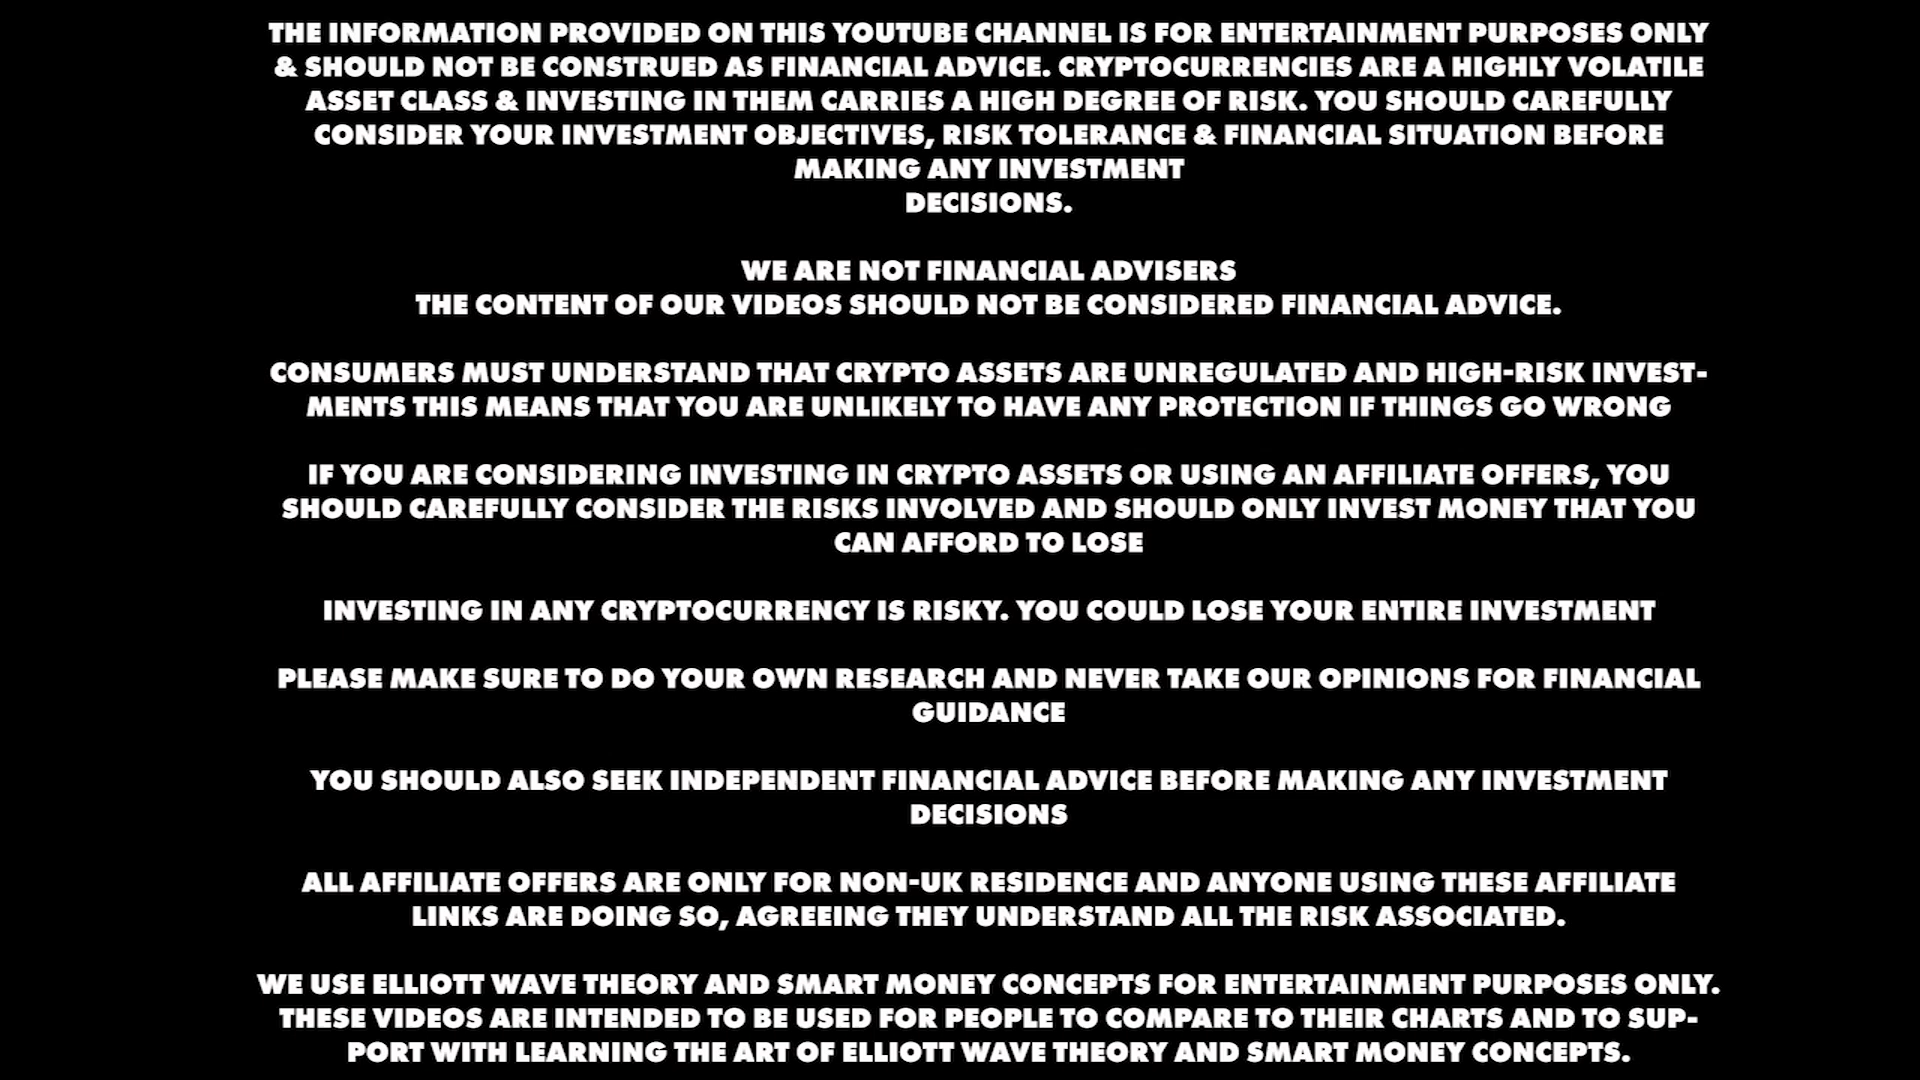 THE INFORMATION PROVIDED ON THIS YOUTUBE CHANNEL IS FOR ENTERTAINMENT PURPOSES ONLY
& SHOULD NOT BE CONSTRUED AS FINANCIAL ADVICE. CRYPTOCURRENCIES ARE A HIGHLY VOLATILE
ASSET CLASS & INVESTING IN THEM CARRIES A HIGH DEGREE OF RISK. YOU SHOULD CAREFULLY
CONSIDER YOUR INVESTMENT OBJECTIVES, RISK TOLERANCE & FINANCIAL SITUATION BEFORE
MAKING ANY INVESTMENT
DECISIONS.
WE ARE NOT FINANCIAL ADVISERS
THE CONTENT OF OUR VIDEOS SHOULD NOT BE CONSIDERED FINANCIAL ADVICE.
CONSUMERS MUST UNDERSTAND THAT CRYPTO ASSETS ARE UNREGULATED AND HIGH-RISK INVEST-
MENTS THIS MEANS THAT YOU ARE UNLIKELY TO HAVE ANY PROTECTION IF THINGS GO WRONG
IF YOU ARE CONSIDERING INVESTING IN CRYPTO ASSETS OR USING AN AFFILIATE OFFERS, YOU
SHOULD CAREFULLY CONSIDER THE RISKS INVOLVED AND SHOULD ONLY INVEST MONEY THAT YOU
CAN AFFORD TO LOSE
INVESTING IN ANY CRYPTOCURRENCY IS RISKY. YOU COULD LOSE YOUR ENTIRE INVESTMENT
PLEASE MAKE SURE TO DO YOUR OWN RESEARCH AND NEVER TAKE OUR OPINIONS FOR FINANCIAL
GUIDANCE
YOU SHOULD ALSO SEEK INDEPENDENT FINANCIAL ADVICE BEFORE MAKING ANY INVESTMENT
DECISIONS
ALL AFFILIATE OFFERS ARE ONLY FOR NON-UK RESIDENCE AND ANYONE USING THESE AFFILIATE
LINKS ARE DOING SO, AGREEING THEY UNDERSTAND ALL THE RISK ASSOCIATED.
WE USE ELLIOTT WAVE THEORY AND SMART MONEY CONCEPTS FOR ENTERTAINMENT PURPOSES ONLY.
THESE VIDEOS ARE INTENDED TO BE USED FOR PEOPLE TO COMPARE TO THEIR CHARTS AND TO SUP-
PORT WITH LEARNING THE ART OF ELLIOTT WAVE THEORY AND SMART MONEY CONCEPTS.